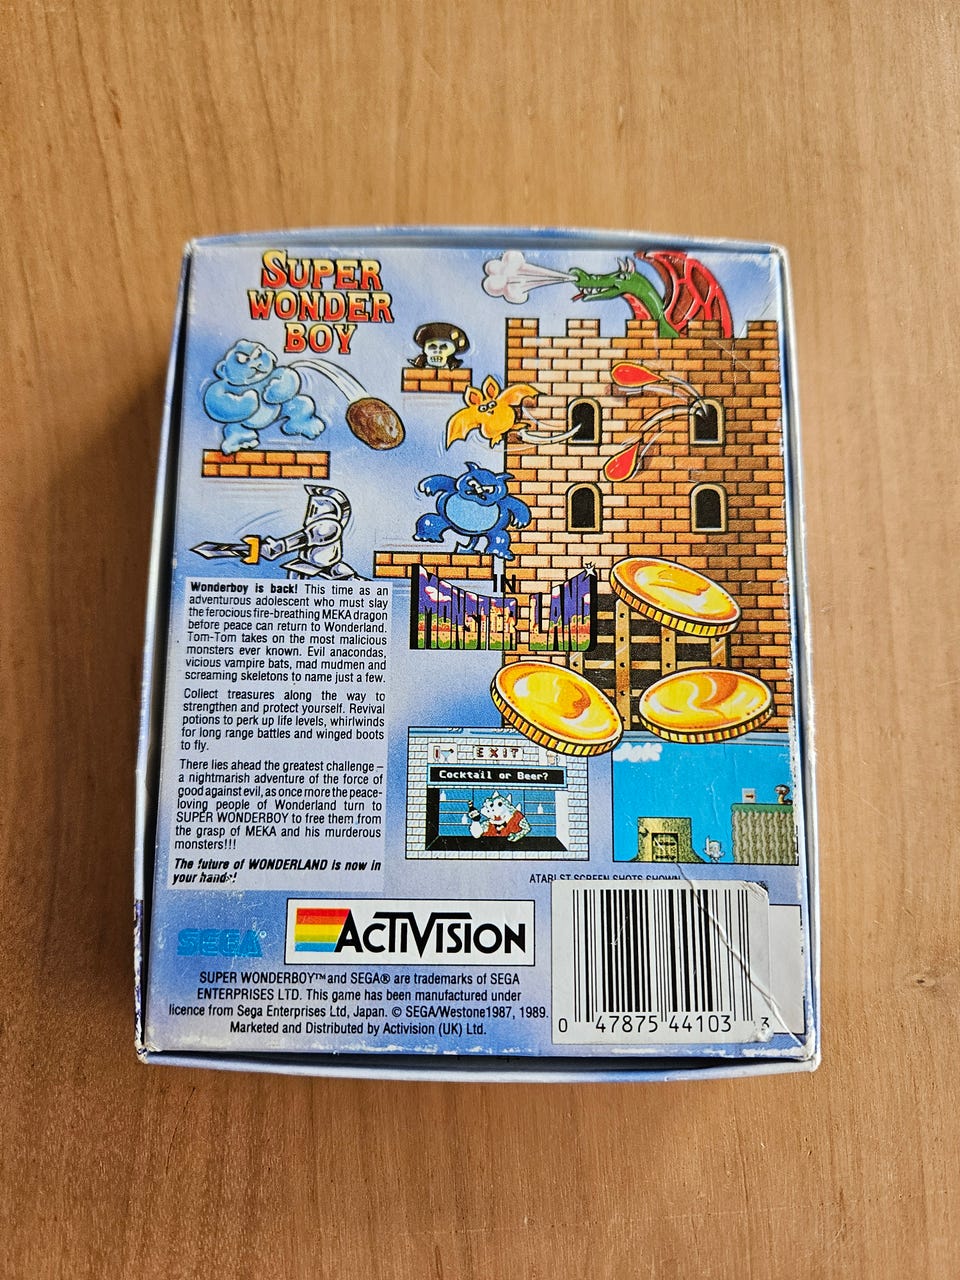 SUPER
WONDER
BOY
IN
MONSTER LAND
Wonderboy is back! This time as an
adventurous adolescent who must slay
the ferocious fire-breathing MEKA dragon
before peace can return to Wonderland.
Tom-Tom takes on the most malicious
monsters ever known. Evil anacondas,
vicious vampire bats, mad mudmen and
screaming skeletons to name just a few.
Collect treasures along the way to
strengthen and protect yourself. Revival
potions to perk up life levels, whirlwinds
for long range battles and winged boots
to fly.
There lies ahead the greatest challenge –
a nightmarish adventure of the force of
good against evil, as once more the peace-
loving people of Wonderland turn to
SUPER WONDERBOY to free them from
the grasp of MEKA and his murderous
monsters!!!
The future of WONDERLAND is now in
your hands!
EXIT
Cocktail or Beer?
ATARI ST SCREEN SHOTS SHOWN
SEGA
ACTIVISION
SUPER WONDERBOY™ and SEGA® are trademarks of SEGA
ENTERPRISES LTD. This game has been manufactured under
licence from Sega Enterprises Ltd, Japan. © SEGA/Westone1987, 1989.
Marketed and Distributed by Activision (UK) Ltd.
0 47875 44103 3